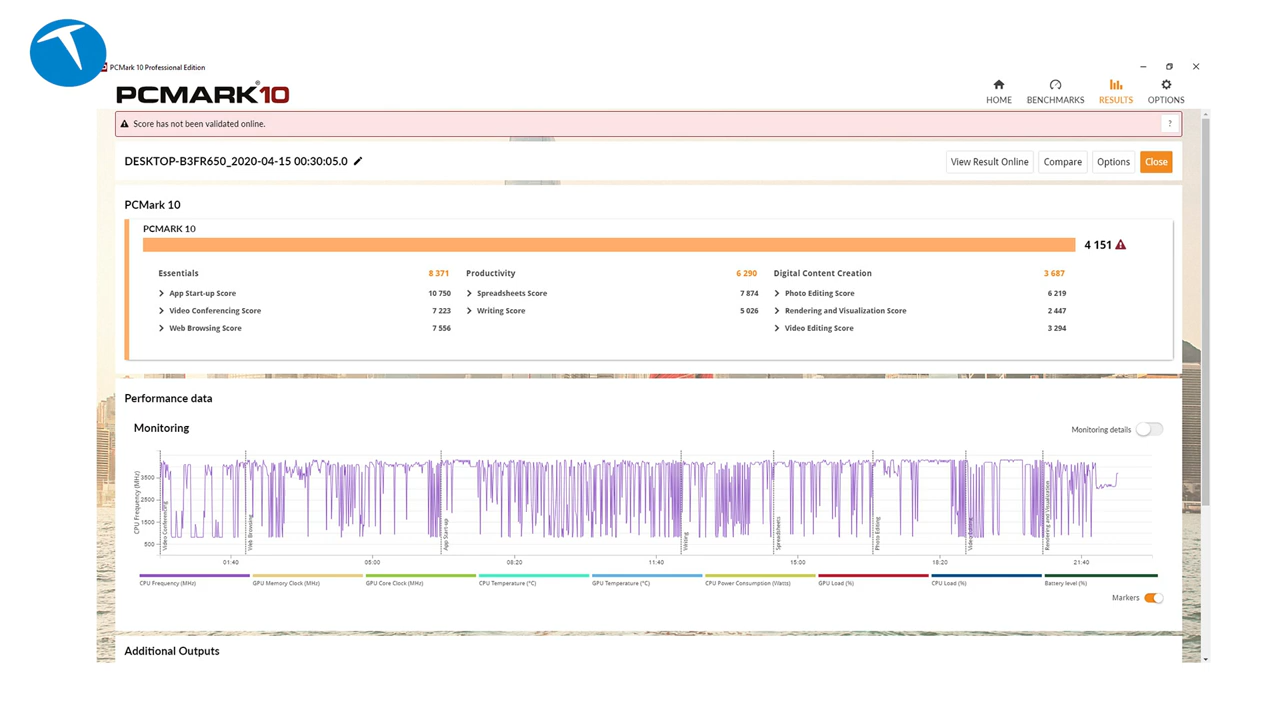 PCMark 10 Professional Edition
PCMARK®10
HOME BENCHMARKS RESULTS OPTIONS
Score has not been validated online. ?
DESKTOP-B3FR650_2020-04-15 00:30:05.0 View Result Online Compare Options Close
PCMark 10
PCMARK 10
4 151
Essentials 8 371 Productivity 6 290 Digital Content Creation 3 687
App Start-up Score 10 750 Spreadsheets Score 7 874 Photo Editing Score 6 219
Video Conferencing Score 7 223 Writing Score 5 026 Rendering and Visualization Score 2 447
Web Browsing Score 7 556 Video Editing Score 3 294
Performance data
Monitoring
Monitoring details
CPU Frequency (MHz)
3500
2500
1500
500
Video Conferencing
Web Browsing
App Start-up
Writing
Spreadsheets
Photo Editing
Video Editing
Rendering and Visualization
01:40 05:00 08:20 11:40 15:00 18:20 21:40
CPU Frequency (MHz) GPU Memory Clock (MHz) GPU Core Clock (MHz) CPU Temperature (°C) GPU Temperature (°C) CPU Power Consumption (Watts) GPU Load (%) CPU Load (%) Battery level (%)
Markers
Additional Outputs